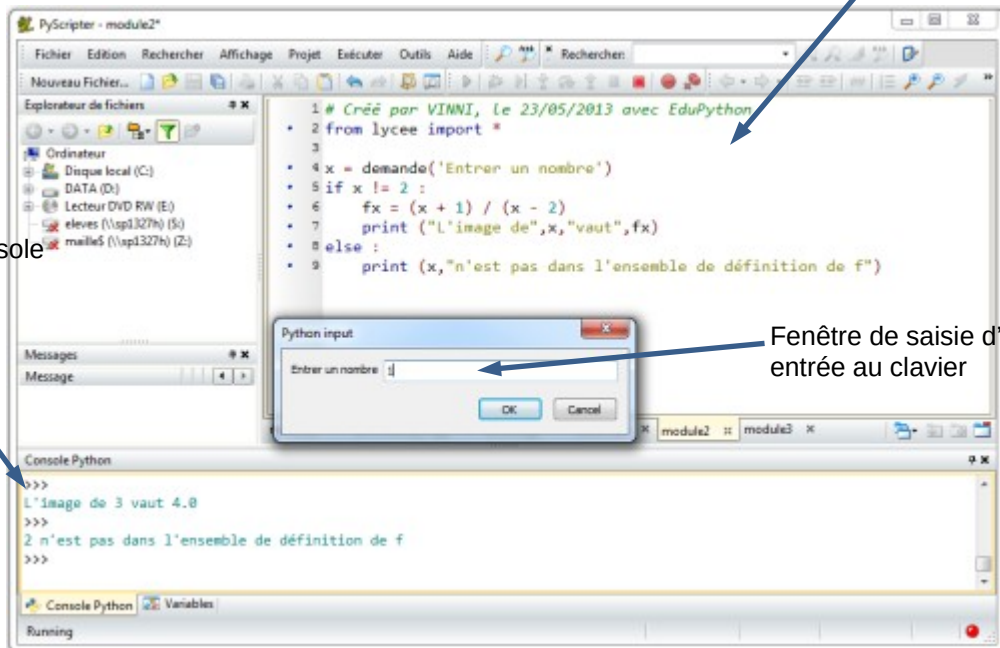 PyScripter - module2*
Fichier Edition Rechercher Affichage Projet Exécuter Outils Aide Rechercher:
Nouveau Fichier...
Explorateur de fichiers
Ordinateur
Disque local (C:)
DATA (D:)
Lecteur DVD RW (E:)
eleves (\\sp1327h) (S:)
maille$ (\\sp1327h) (Z:)
sole
1 # Créé par VINNI, le 23/05/2013 avec EduPython
2 from lycee import *
3
4 x = demande('Entrer un nombre')
5 if x != 2 :
6 fx = (x + 1) / (x - 2)
7 print ("L'image de",x,"vaut",fx)
8 else :
9 print (x,"n'est pas dans l'ensemble de définition de f")
Messages
Message
Python input
Entrer un nombre 1
OK Cancel
Fenêtre de saisie d'
entrée au clavier
module2 module3
Console Python
>>>
L'image de 3 vaut 4.0
>>>
2 n'est pas dans l'ensemble de définition de f
>>>
Console Python Variables
Running